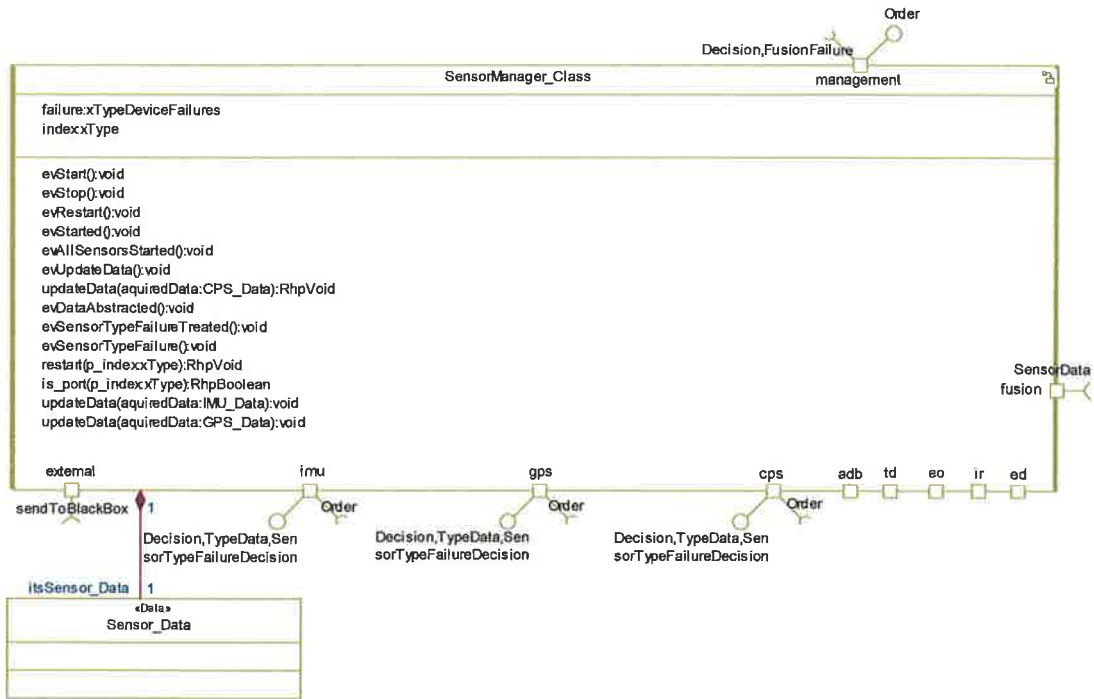 Order
Decision,FusionFailure
SensorManager_Class
management
failure:xTypeDeviceFailures
index:xType
evStart():void
evStop():void
evRestart():void
evStarted():void
evAllSensorsStarted():void
evUpdateData():void
updateData(aquiredData:CPS_Data):RhpVoid
evDataAbstracted():void
evSensorTypeFailureTreated():void
evSensorTypeFailure():void
restart(p_index:xType):RhpVoid
is_port(p_index:xType):RhpBoolean
updateData(aquiredData:IMU_Data):void
updateData(aquiredData:GPS_Data):void
SensorData
fusion
external
imu
gps
cps
adb
td
eo
ir
ed
sendToBlackBox
1
Order
Order
Order
Decision,TypeData,Sen
sorTypeFailureDecision
Decision,TypeData,Sen
sorTypeFailureDecision
Decision,TypeData,Sen
sorTypeFailureDecision
itsSensor_Data
1
«Data»
Sensor_Data